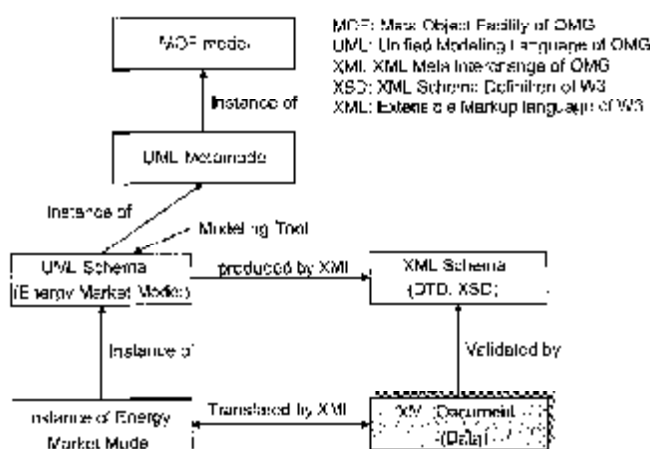 MOF model
MOF: Meta Object Facility of OMG
UML: Unified Modeling Language of OMG
XMI: XML Meta Interchange of OMG
XSD: XML Schema Definition of W3
XML: Extensible Markup language of W3
Instance of
UML Metamodel
Instance of
Modeling Tool
UML Schema
(Energy Market Model)
produced by XMI
XML Schema
(DTD, XSD)
Instance of
Validated by
Instance of Energy
Market Model
Translated by XMI
XML Document
(Data)